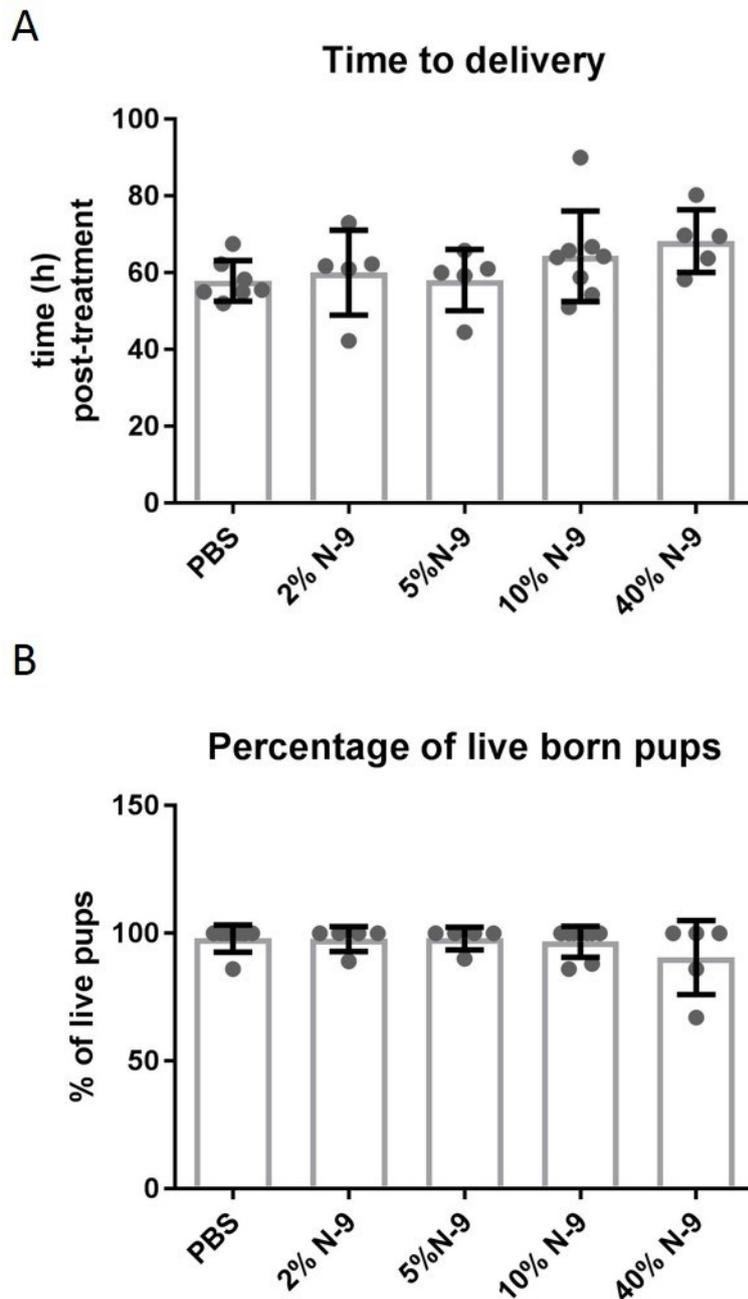 A
Time to delivery
time (h)
post-treatment
100
80
60
40
20
0
PBS
2% N-9
5%N-9
10% N-9
40% N-9
B
Percentage of live born pups
% of live pups
150
100
50
0
PBS
2% N-9
5%N-9
10% N-9
40% N-9